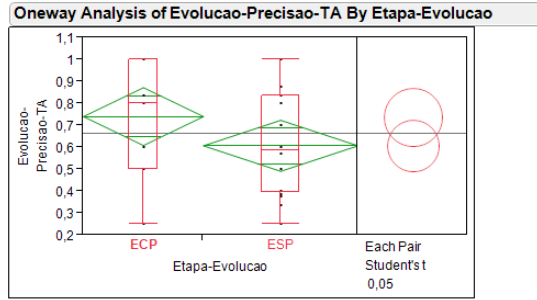 Oneway Analysis of Evolucao-Precisao-TA By Etapa-Evolucao
1,1
1
0,9
0,8
0,7
0,6
0,5
0,4
0,3
0,2
Evolucao-
Precisao-TA
ECP
ESP
Etapa-Evolucao
Each Pair
Student's t
0,05